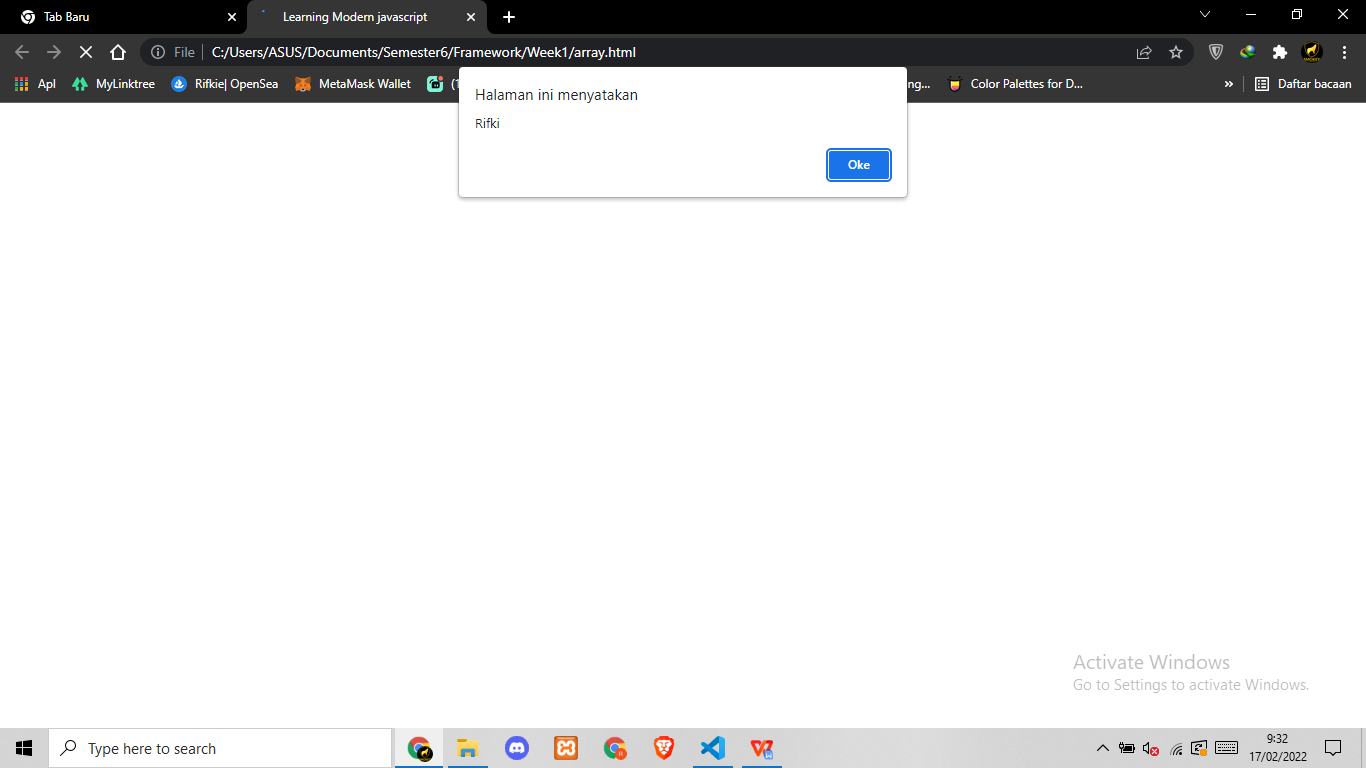 Tab Baru
Learning Modern javascript
File
C:/Users/ASUS/Documents/Semester6/Framework/Week1/array.html
Apl
MyLinktree
Rifkie| OpenSea
MetaMask Wallet
ng...
Color Palettes for D...
»
Daftar bacaan
Halaman ini menyatakan
Rifki
Oke
Activate Windows
Go to Settings to activate Windows.
Type here to search
9:32
17/02/2022